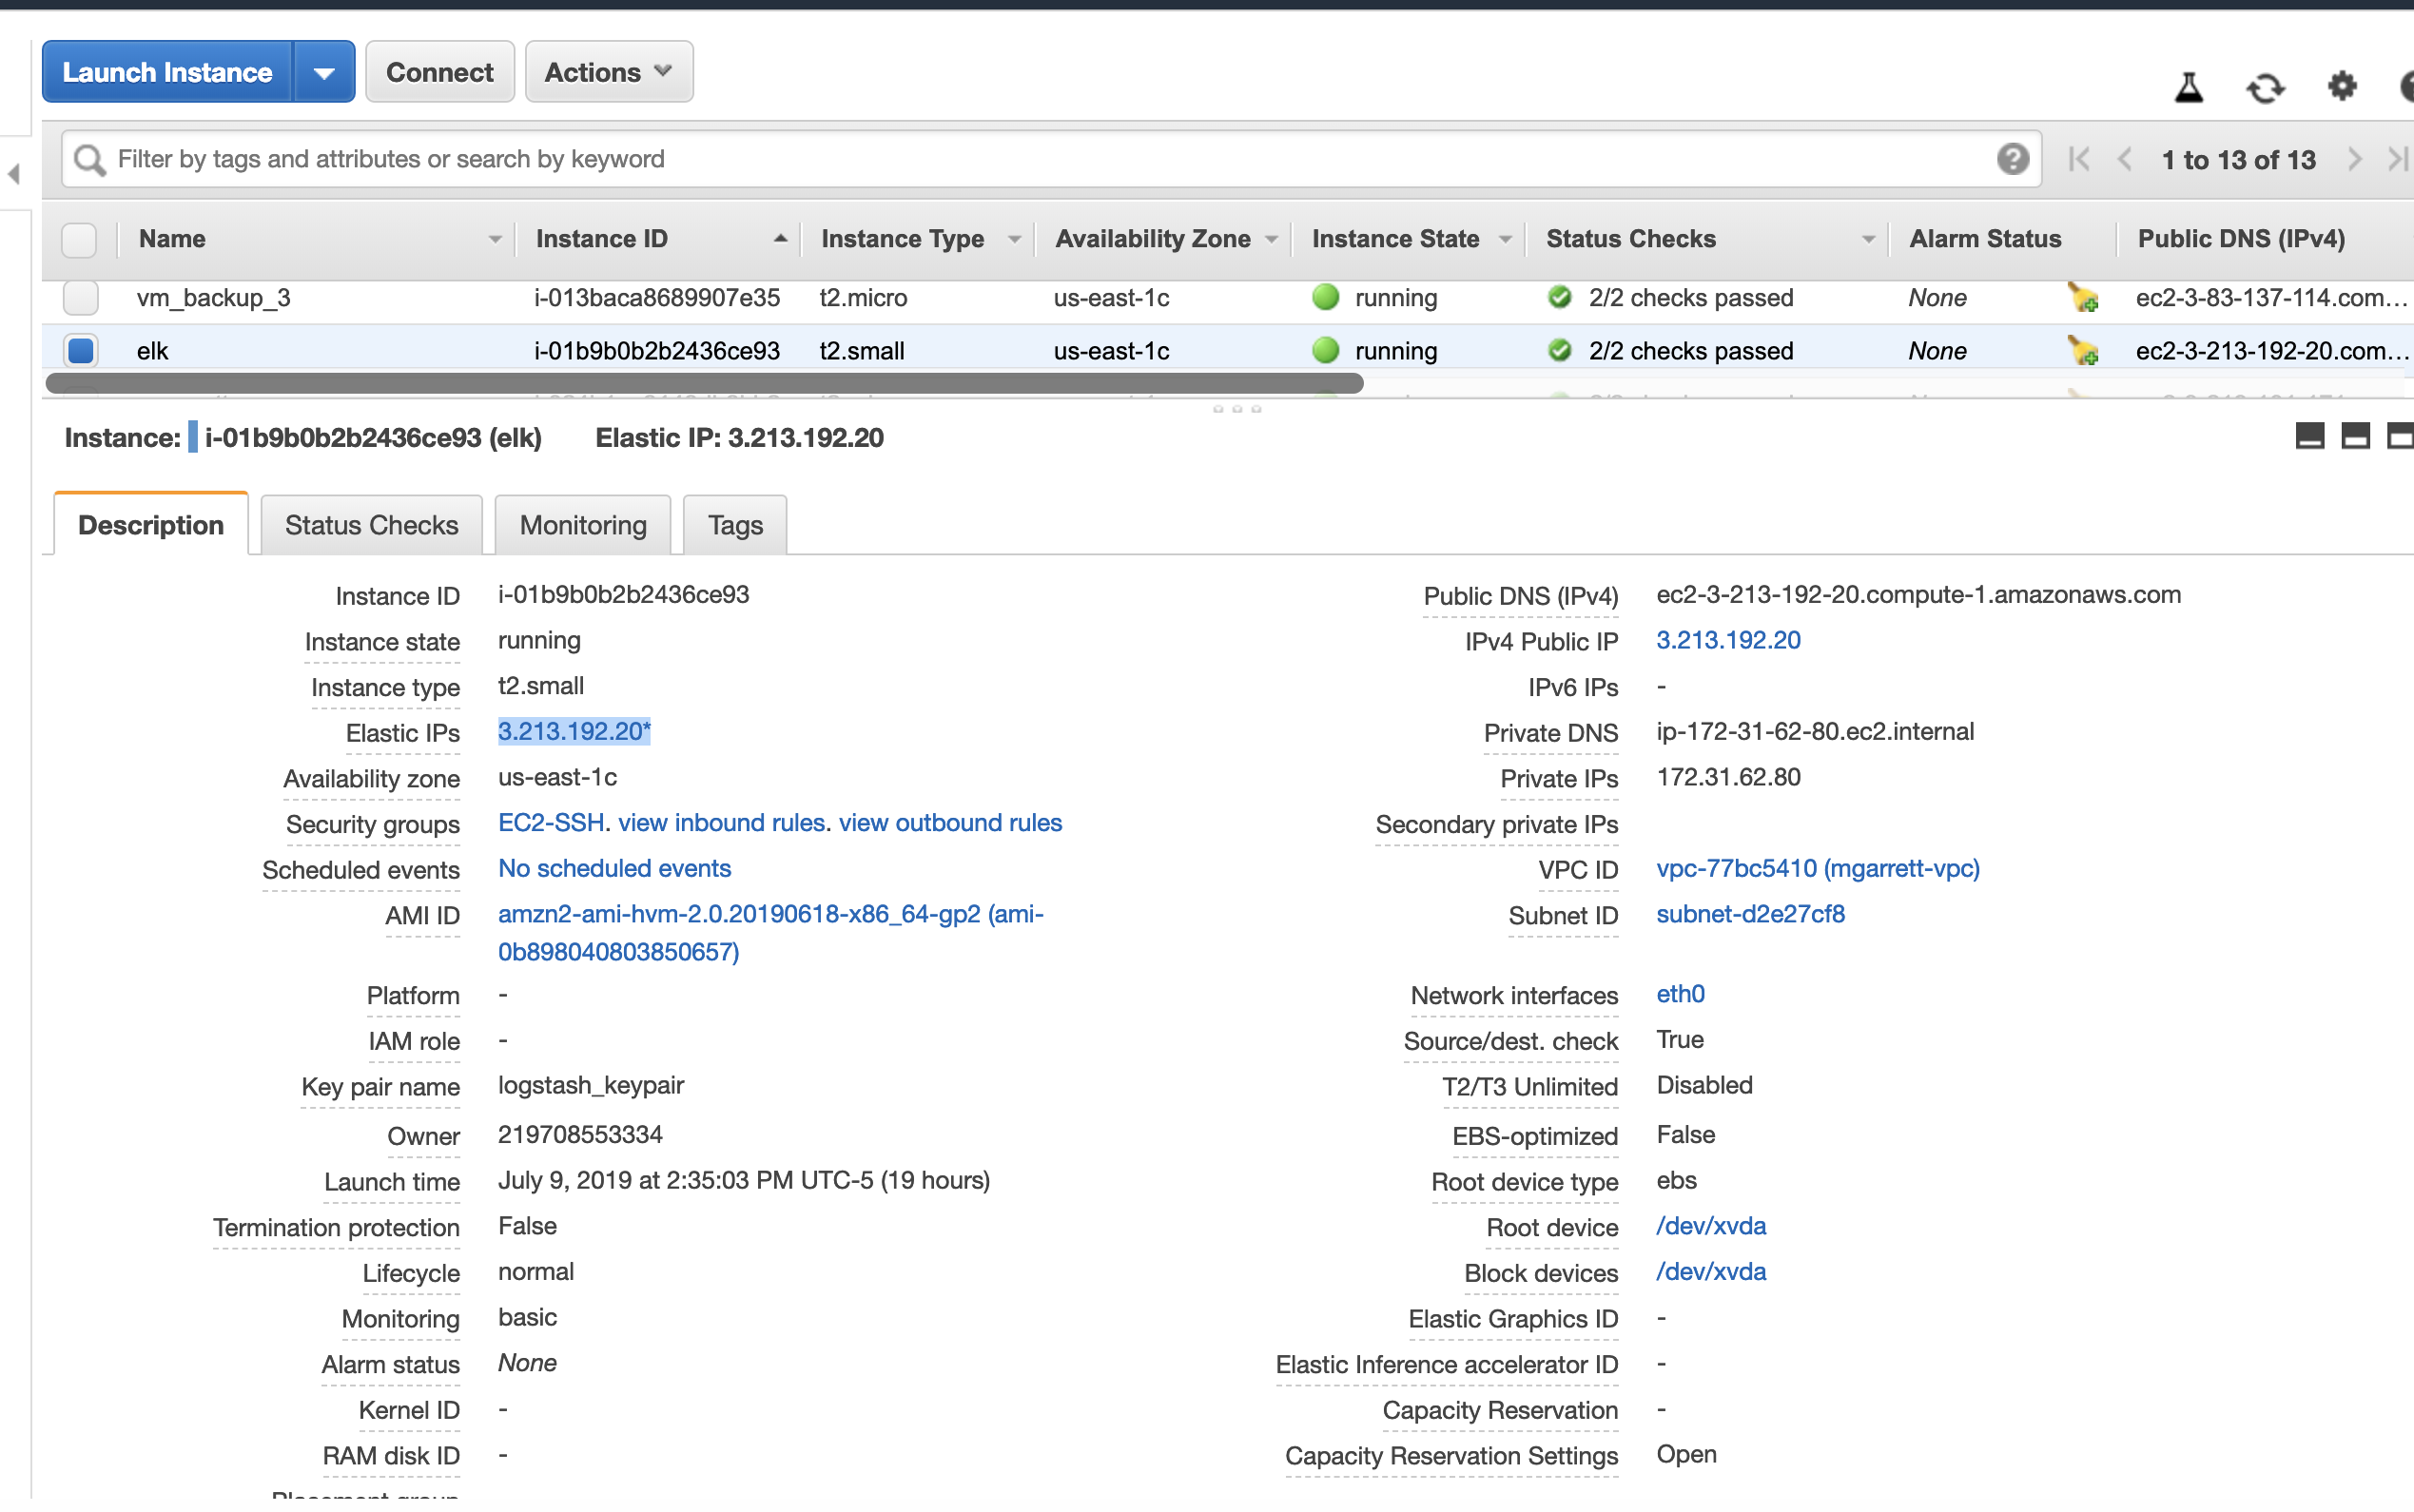 Launch Instance Connect Actions
Filter by tags and attributes or search by keyword ? 1 to 13 of 13
Name Instance ID Instance Type Availability Zone Instance State Status Checks Alarm Status Public DNS (IPv4)
vm_backup_3 i-013baca8689907e35 t2.micro us-east-1c running 2/2 checks passed None ec2-3-83-137-114.com...
elk i-01b9b0b2b2436ce93 t2.small us-east-1c running 2/2 checks passed None ec2-3-213-192-20.com...
Instance: i-01b9b0b2b2436ce93 (elk) Elastic IP: 3.213.192.20
Description Status Checks Monitoring Tags
Instance ID i-01b9b0b2b2436ce93 Public DNS (IPv4) ec2-3-213-192-20.compute-1.amazonaws.com
Instance state running IPv4 Public IP 3.213.192.20
Instance type t2.small IPv6 IPs -
Elastic IPs 3.213.192.20* Private DNS ip-172-31-62-80.ec2.internal
Availability zone us-east-1c Private IPs 172.31.62.80
Security groups EC2-SSH. view inbound rules. view outbound rules Secondary private IPs
Scheduled events No scheduled events VPC ID vpc-77bc5410 (mgarrett-vpc)
AMI ID amzn2-ami-hvm-2.0.20190618-x86_64-gp2 (ami- Subnet ID subnet-d2e27cf8
0b898040803850657)
Platform - Network interfaces eth0
IAM role - Source/dest. check True
Key pair name logstash_keypair T2/T3 Unlimited Disabled
Owner 219708553334 EBS-optimized False
Launch time July 9, 2019 at 2:35:03 PM UTC-5 (19 hours) Root device type ebs
Termination protection False Root device /dev/xvda
Lifecycle normal Block devices /dev/xvda
Monitoring basic Elastic Graphics ID -
Alarm status None Elastic Inference accelerator ID -
Kernel ID - Capacity Reservation -
RAM disk ID - Capacity Reservation Settings Open
Placement group